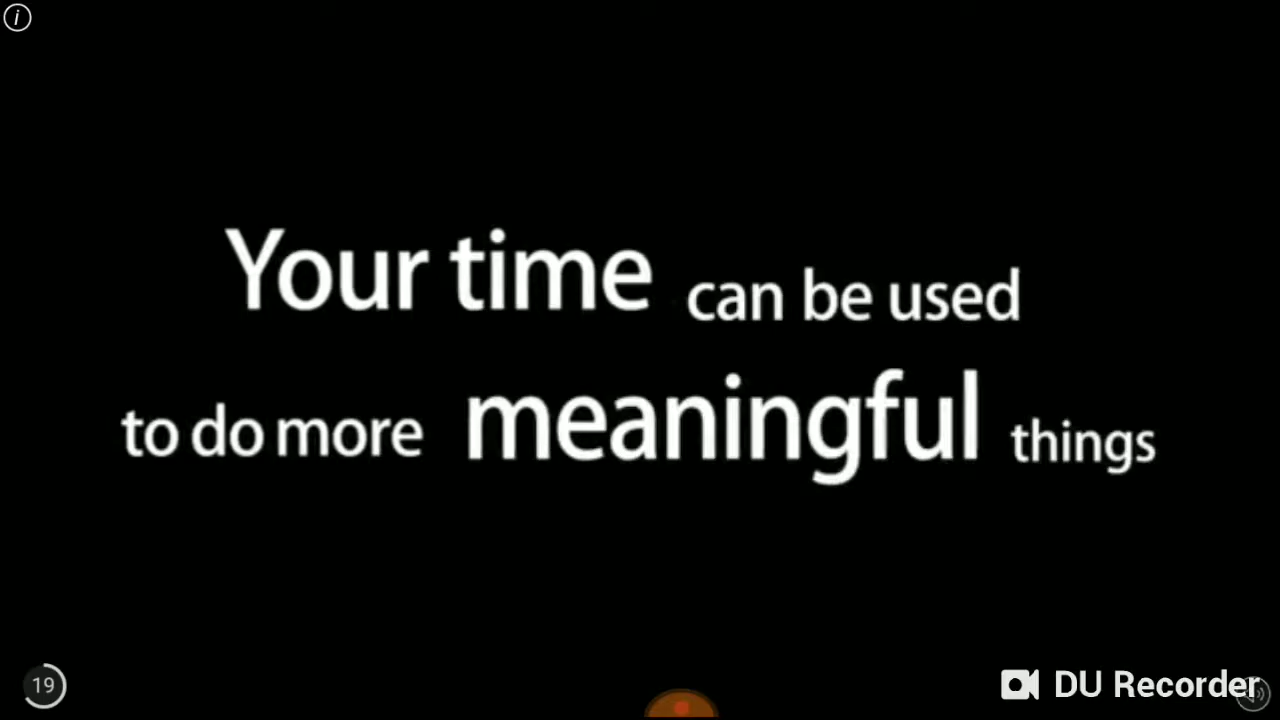 i
Your time can be used
to do more meaningful things
19
DU Recorder